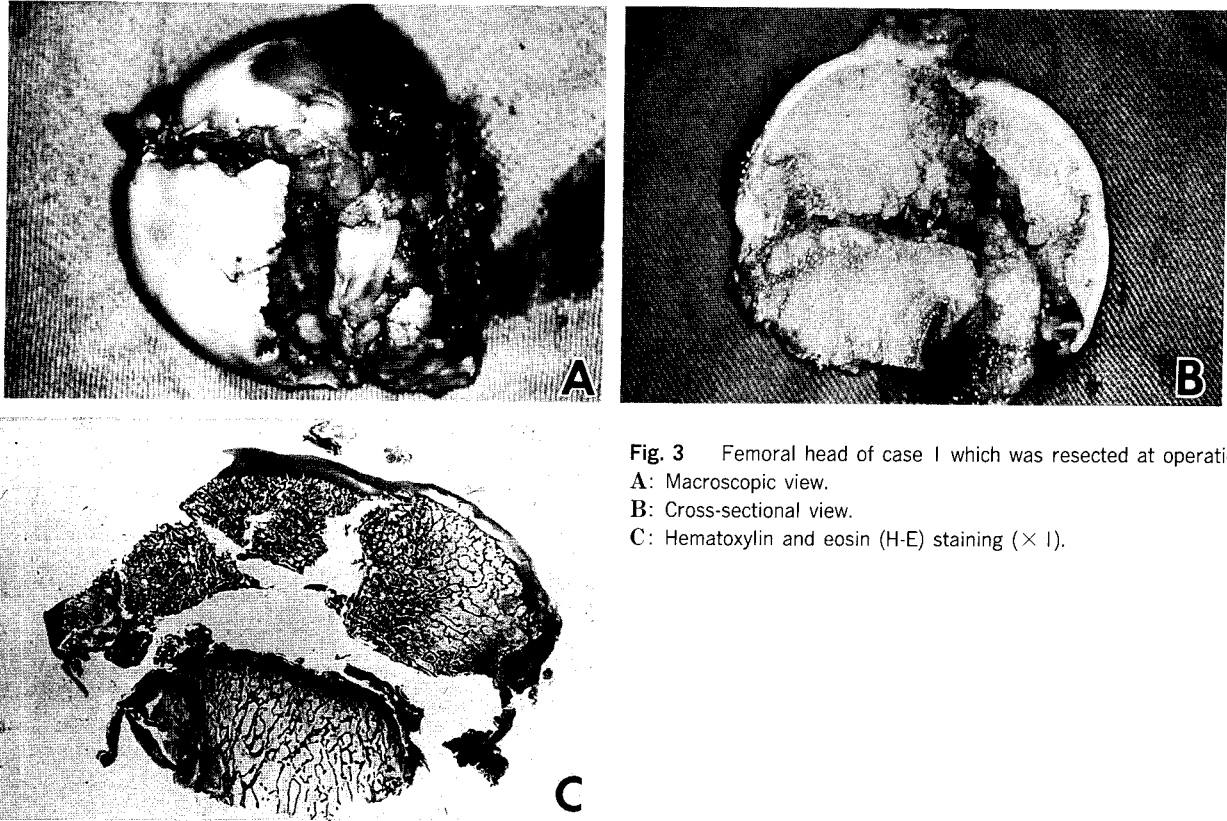 A
B
Fig. 3 Femoral head of case I which was resected at operati
A: Macroscopic view.
B: Cross-sectional view.
C: Hematoxylin and eosin (H-E) staining (× I).
C